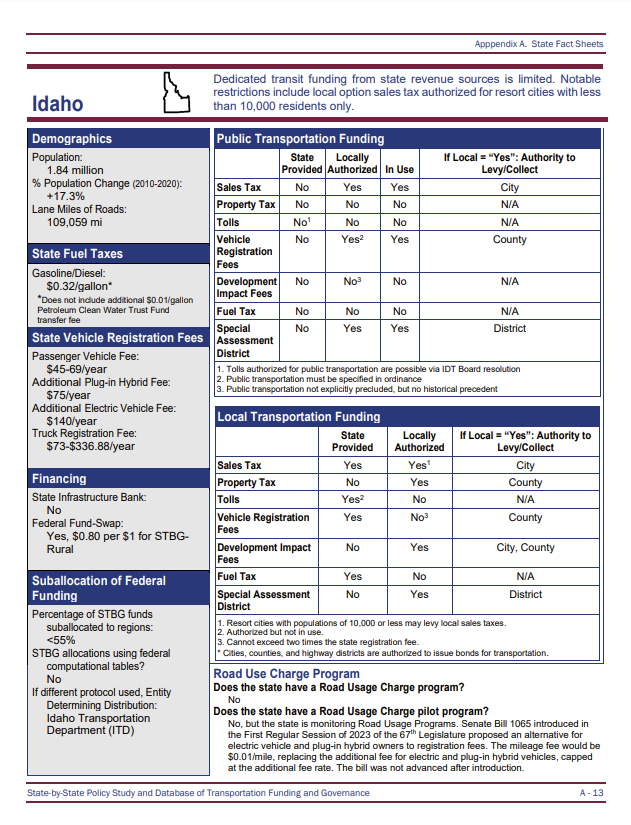 Apppendix A. State Fact Sheets
Idaho
Dedicated transit funding from state revenue sources is limited. Notable
restrictions include local option sales tax authorized for resort cities with less
than 10,000 residents only.
Demographics
Population:
1.84 million
% Population Change (2010-2020):
+17.3%
Lane Miles of Roads:
109,059 mi
State Fuel Taxes
Gasoline/Diesel:
$0.32/gallon*
*Does not include additional $0.01/gallon
Petroleum Clean Water Trust Fund
transfer fee
State Vehicle Registration Fees
Passenger Vehicle Fee:
$45-69/year
Additional Plug-in Hybrid Fee:
$75/year
Additional Electric Vehicle Fee:
$140/year
Truck Registration Fee:
$73-$336.88/year
Financing
State Infrastructure Bank:
No
Federal Fund-Swap:
Yes, $0.80 per $1 for STBG-
Rural
Suballocation of Federal
Funding
Percentage of STBG funds
suballocated to regions:
<55%
STBG allocations using federal
computational tables?
No
If different protocol used, Entity
Determining Distribution:
Idaho Transportation
Department (ITD)
Public Transportation Funding
State Provided Locally Authorized In Use If Local = “Yes”: Authority to Levy/Collect
Sales Tax No Yes Yes City
Property Tax No No No N/A
Tolls No1 No No N/A
Vehicle Registration Fees No Yes2 Yes County
Development Impact Fees No No3 No N/A
Fuel Tax No No No N/A
Special Assessment District No Yes Yes District
1. Tolls authorized for public transportation are possible via IDT Board resolution
2. Public transportation must be specified in ordinance
3. Public transportation not explicitly precluded, but no historical precedent
Local Transportation Funding
State Provided Locally Authorized If Local = “Yes”: Authority to Levy/Collect
Sales Tax Yes Yes1 City
Property Tax No Yes County
Tolls Yes2 No N/A
Vehicle Registration Fees Yes No3 County
Development Impact Fees No Yes City, County
Fuel Tax Yes No N/A
Special Assessment District No Yes District
1. Resort cities with populations of 10,000 or less may levy local sales taxes.
2. Authorized but not in use.
3. Cannot exceed two times the state registration fee.
* Cities, counties, and highway districts are authorized to issue bonds for transportation.
Road Use Charge Program
Does the state have a Road Usage Charge program?
No
Does the state have a Road Usage Charge pilot program?
No, but the state is monitoring Road Usage Programs. Senate Bill 1065 introduced in
the First Regular Session of 2023 of the 67th Legislature proposed an alternative for
electric vehicle and plug-in hybrid owners to registration fees. The mileage fee would be
$0.01/mile, replacing the additional fee for electric and plug-in hybrid vehicles, capped
at the additional fee rate. The bill was not advanced after introduction.
State-by-State Policy Study and Database of Transportation Funding and Governance
A - 13